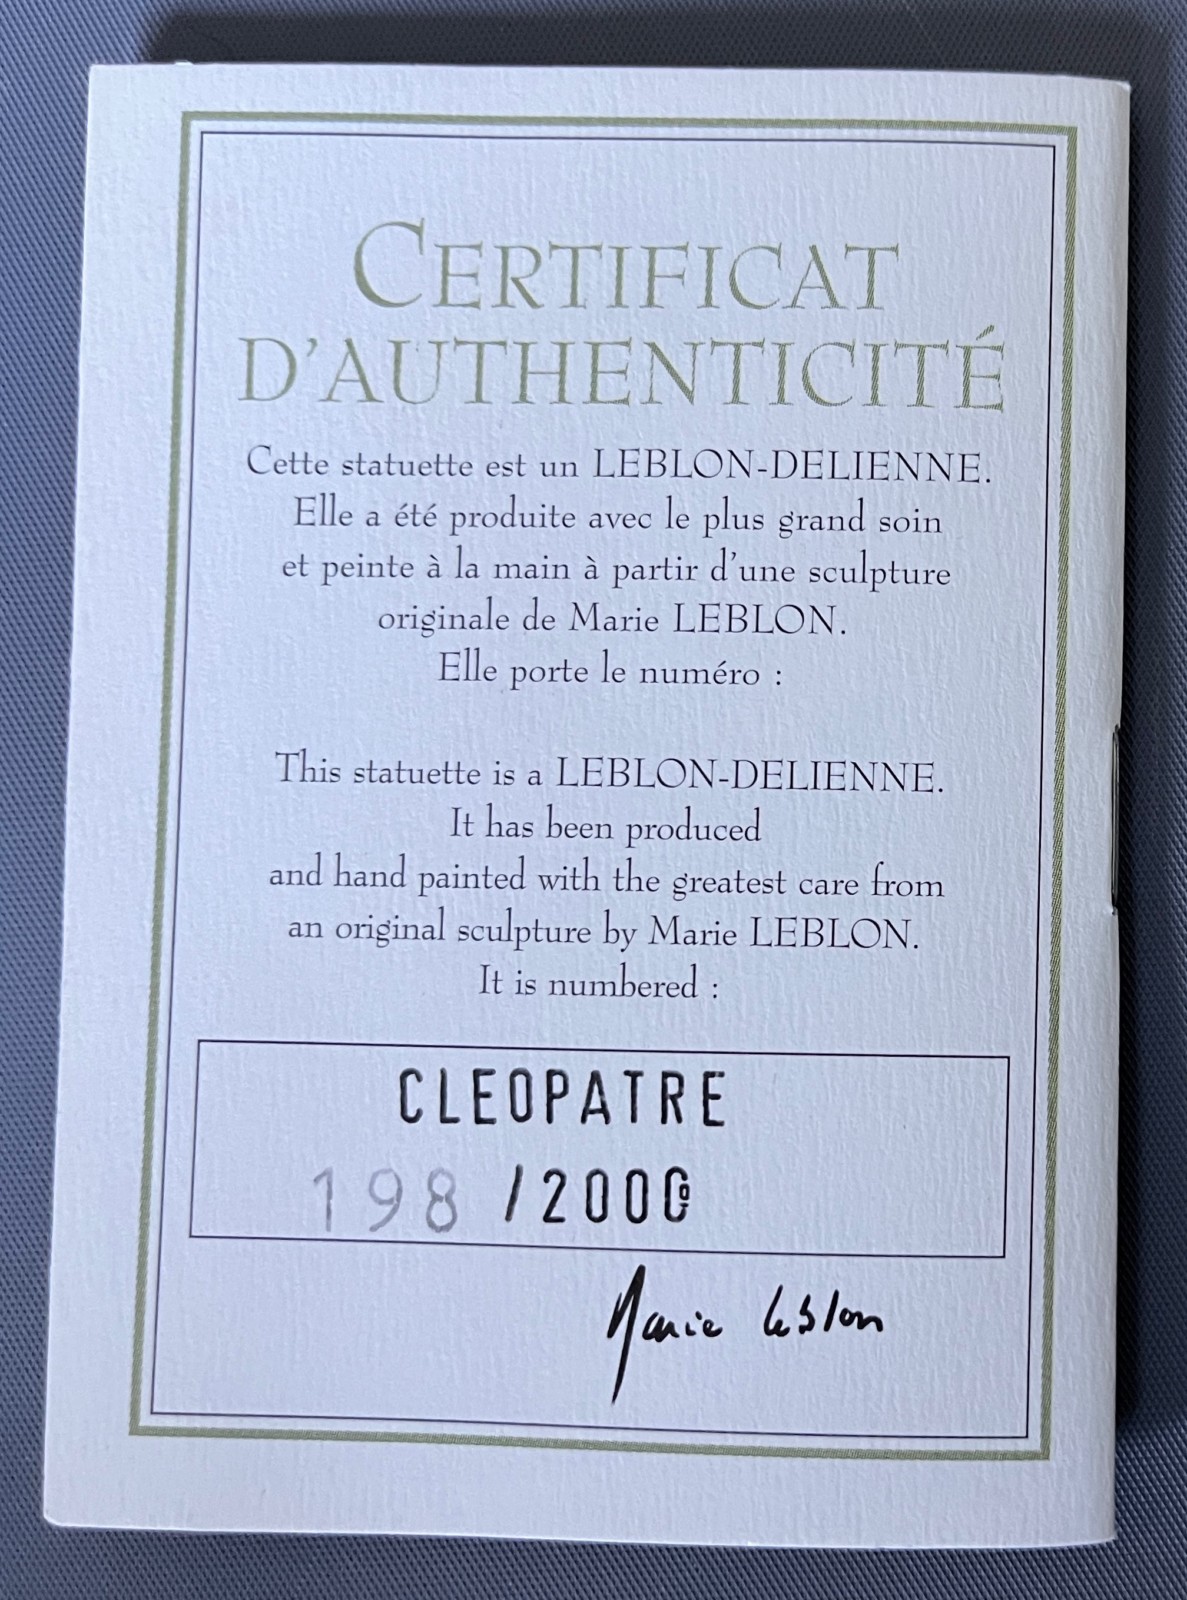 CERTIFICAT
D'AUTHENTICITÉ
Cette statuette est un LEBLON-DELIENNE.
Elle a été produite avec le plus grand soin
et peinte à la main à partir d'une sculpture
originale de Marie LEBLON.
Elle porte le numéro :
This statuette is a LEBLON-DELIENNE.
It has been produced
and hand painted with the greatest care from
an original sculpture by Marie LEBLON.
It is numbered :
CLEOPATRE
198 /2000
Marie Leblon